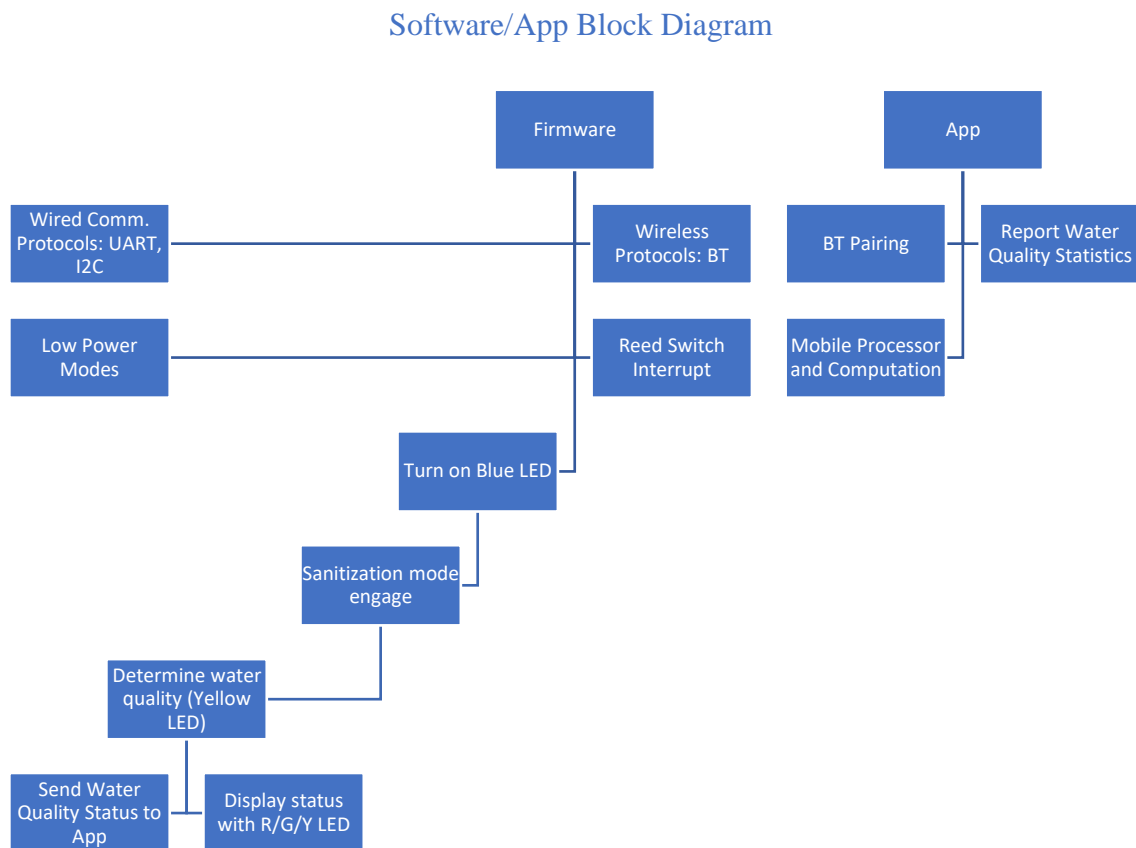 Software/App Block Diagram
Firmware
App
Wired Comm.
Protocols: UART,
I2C
Wireless
Protocols: BT
BT Pairing
Report Water
Quality Statistics
Low Power
Modes
Reed Switch
Interrupt
Mobile Processor
and Computation
Turn on Blue LED
Sanitization mode
engage
Determine water
quality (Yellow
LED)
Send Water
Quality Status to
App
Display status
with R/G/Y LED